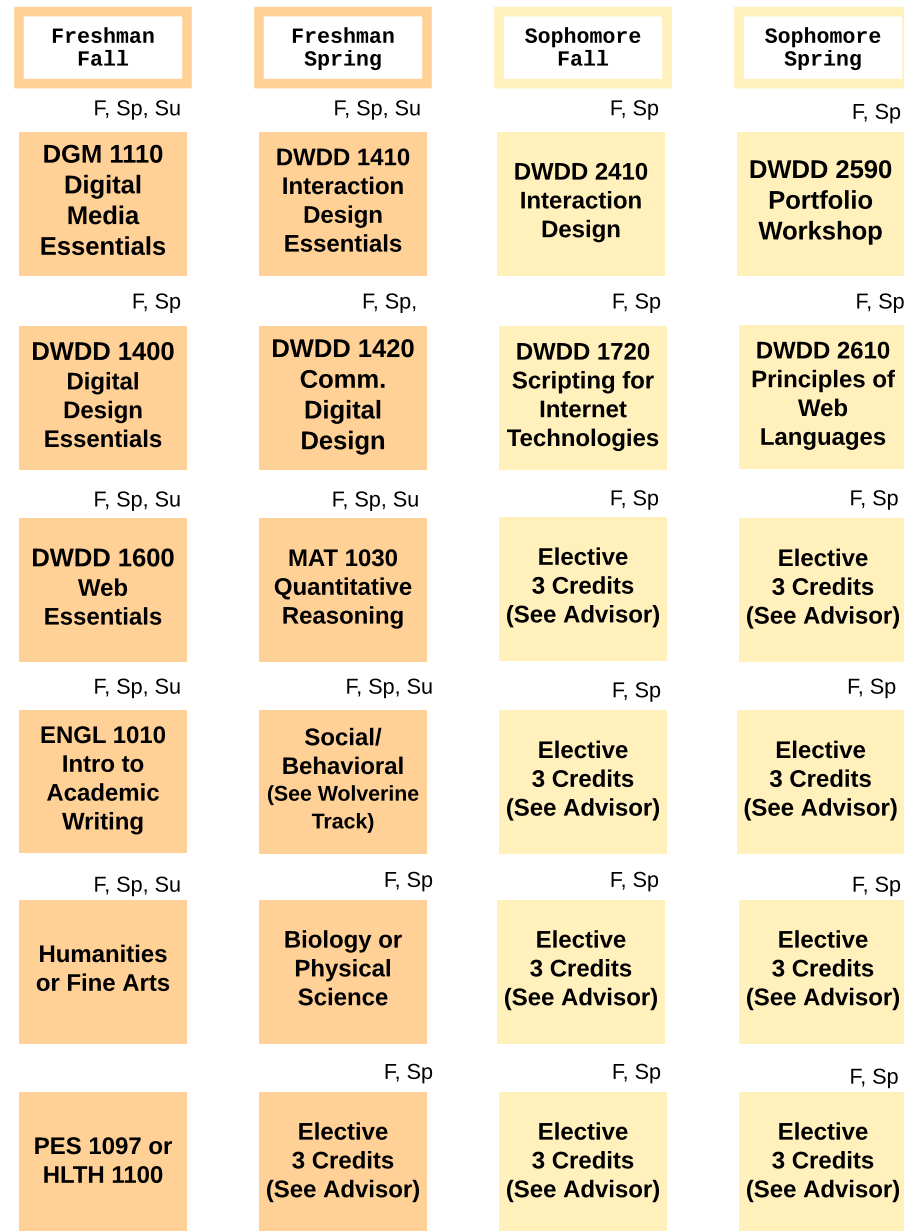 Freshman
Fall
Freshman
Spring
Sophomore
Fall
Sophomore
Spring
F, Sp, Su
F, Sp, Su
F, Sp
F, Sp
DGM 1110
Digital
Media
Essentials
DWDD 1410
Interaction
Design
Essentials
DWDD 2410
Interaction
Design
DWDD 2590
Portfolio
Workshop
F, Sp
F, Sp,
F, Sp
F, Sp
DWDD 1400
Digital
Design
Essentials
DWDD 1420
Comm.
Digital
Design
DWDD 1720
Scripting for
Internet
Technologies
DWDD 2610
Principles of
Web
Languages
F, Sp, Su
F, Sp, Su
F, Sp
F, Sp
DWDD 1600
Web
Essentials
MAT 1030
Quantitative
Reasoning
Elective
3 Credits
(See Advisor)
Elective
3 Credits
(See Advisor)
F, Sp, Su
F, Sp, Su
F, Sp
F, Sp
ENGL 1010
Intro to
Academic
Writing
Social/
Behavioral
(See Wolverine
Track)
Elective
3 Credits
(See Advisor)
Elective
3 Credits
(See Advisor)
F, Sp, Su
F, Sp
F, Sp
F, Sp
Humanities
or Fine Arts
Biology or
Physical
Science
Elective
3 Credits
(See Advisor)
Elective
3 Credits
(See Advisor)
F, Sp
F, Sp
F, Sp
PES 1097 or
HLTH 1100
Elective
3 Credits
(See Advisor)
Elective
3 Credits
(See Advisor)
Elective
3 Credits
(See Advisor)